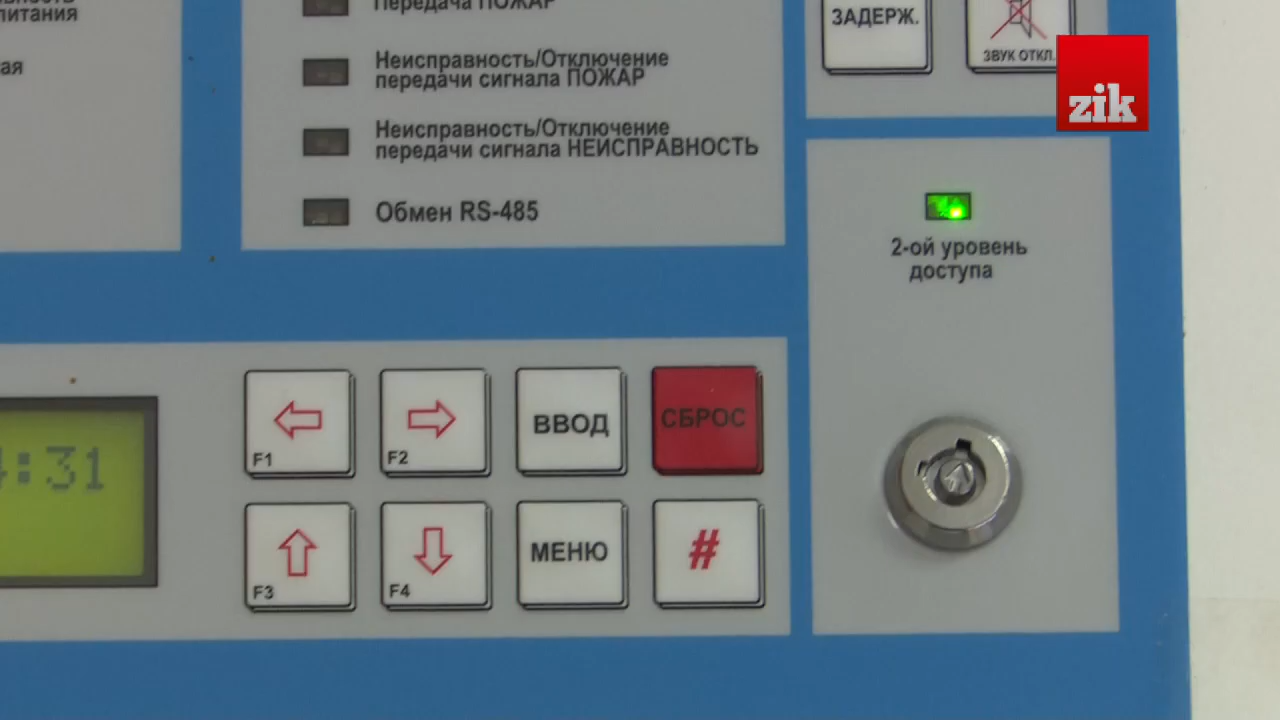 питания
ая
Передача ПОЖАР
Неисправность/Отключение
передачи сигнала ПОЖАР
Неисправность/Отключение
передачи сигнала НЕИСПРАВНОСТЬ
Обмен RS-485
ЗАДЕРЖ.
ЗВУК ОТКЛ.
zik
2-ой уровень
доступа
:31
F1
F2
ВВОД
СБРОС
F3
F4
МЕНЮ
#